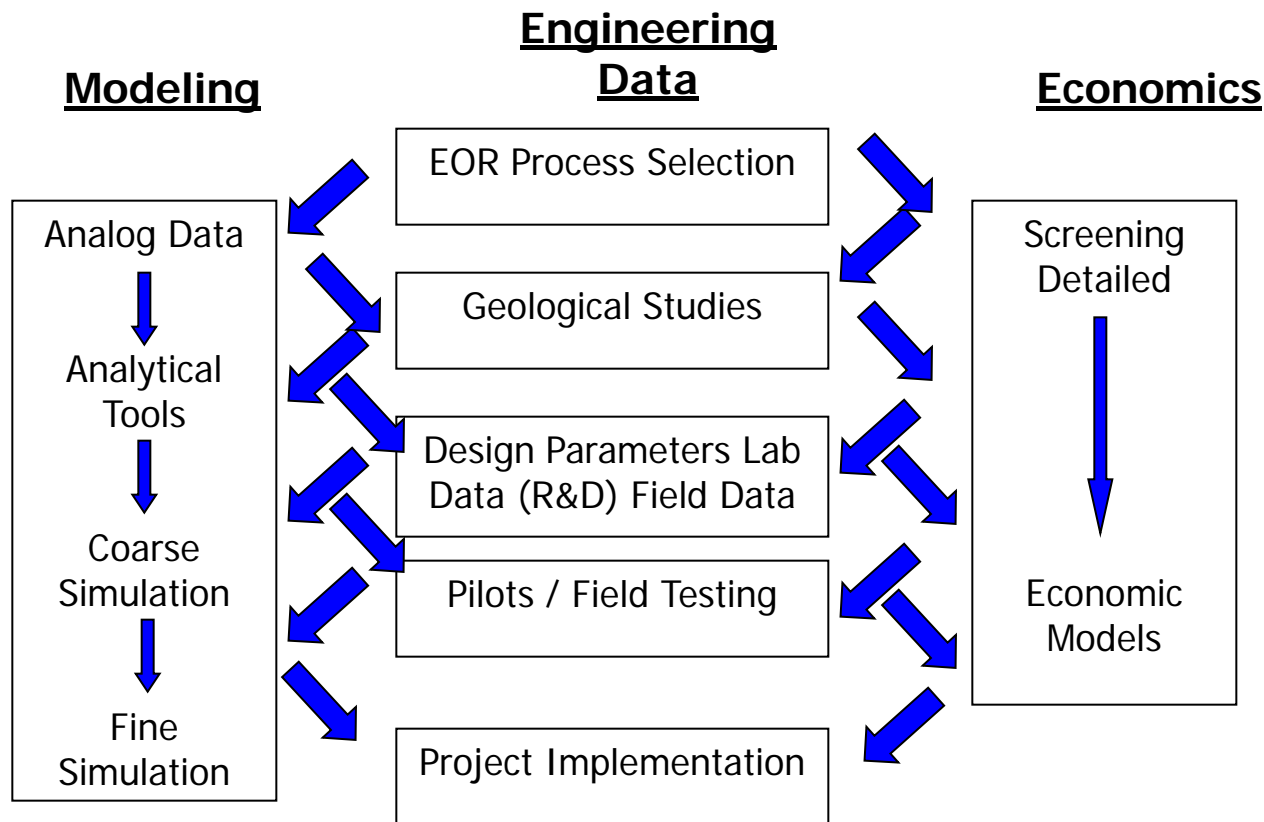 Modeling
Engineering
Data
Economics
Analog Data
Analytical
Tools
Coarse
Simulation
Fine
Simulation
EOR Process Selection
Geological Studies
Design Parameters Lab
Data (R&D) Field Data
Pilots / Field Testing
Project Implementation
Screening
Detailed
Economic
Models